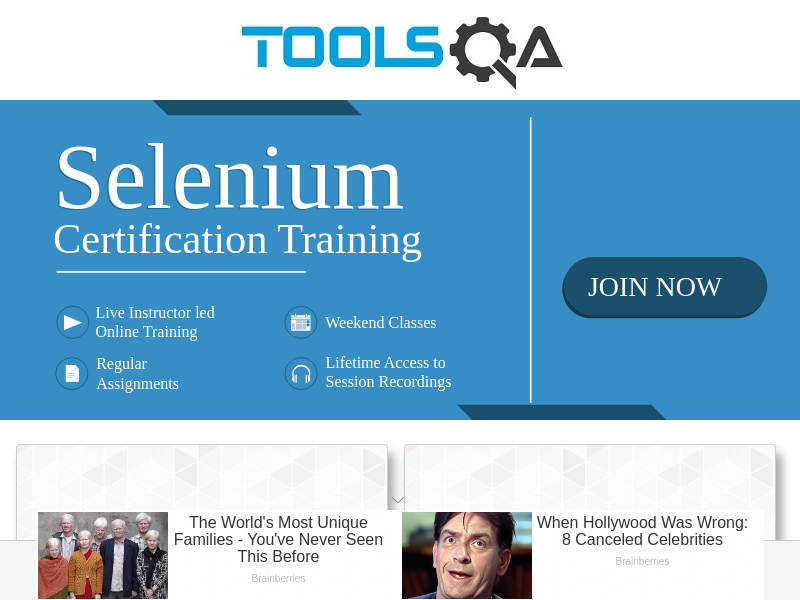 TOOLSQA
Selenium
Certification Training
JOIN NOW
Live Instructor led
Online Training
Weekend Classes
Regular
Assignments
Lifetime Access to
Session Recordings
The World's Most Unique
Families - You've Never Seen
This Before
Brainberries
When Hollywood Was Wrong:
8 Canceled Celebrities
Brainberries